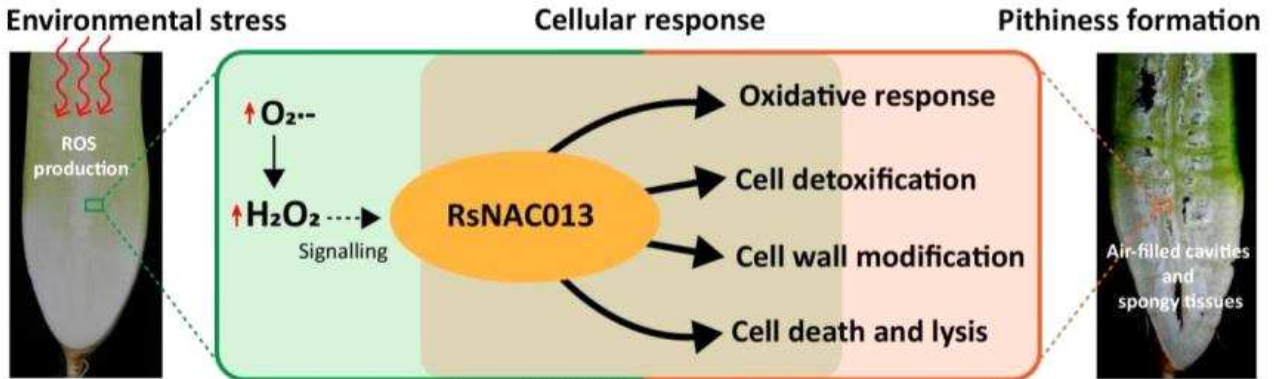 Environmental stress
Cellular response
Pithiness formation
ROS
production
O₂·-
H₂O₂
Signalling
RsNAC013
Oxidative response
Cell detoxification
Cell wall modification
Cell death and lysis
Air-filled cavities
and
spongy tissues